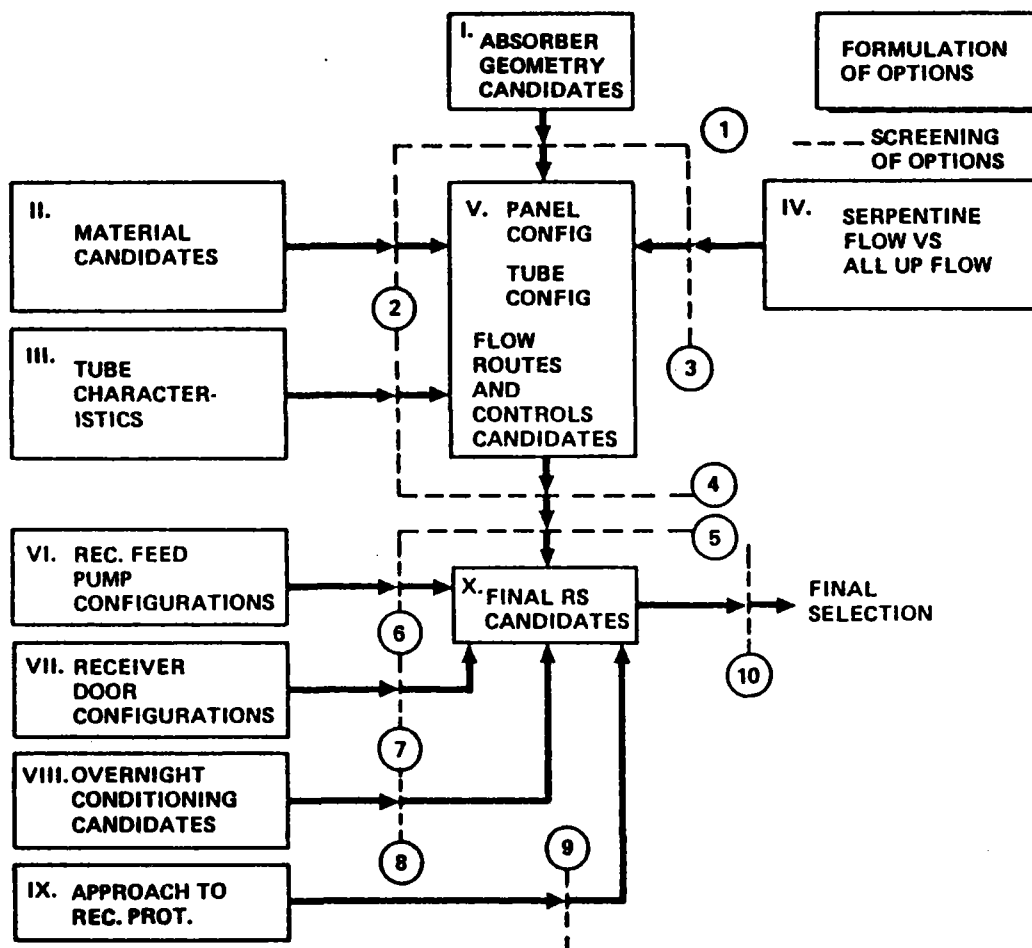 I. ABSORBER
GEOMETRY
CANDIDATES
FORMULATION
OF OPTIONS
1
SCREENING
OF OPTIONS
II.
MATERIAL
CANDIDATES
V. PANEL
CONFIG
TUBE
CONFIG
FLOW
ROUTES
AND
CONTROLS
CANDIDATES
IV.
SERPENTINE
FLOW VS
ALL UP FLOW
2
III.
TUBE
CHARACTER-
ISTICS
3
4
5
VI. REC. FEED
PUMP
CONFIGURATIONS
X. FINAL RS
CANDIDATES
FINAL
SELECTION
6
VII. RECEIVER
DOOR
CONFIGURATIONS
10
7
VIII. OVERNIGHT
CONDITIONING
CANDIDATES
8
9
IX. APPROACH TO
REC. PROT.